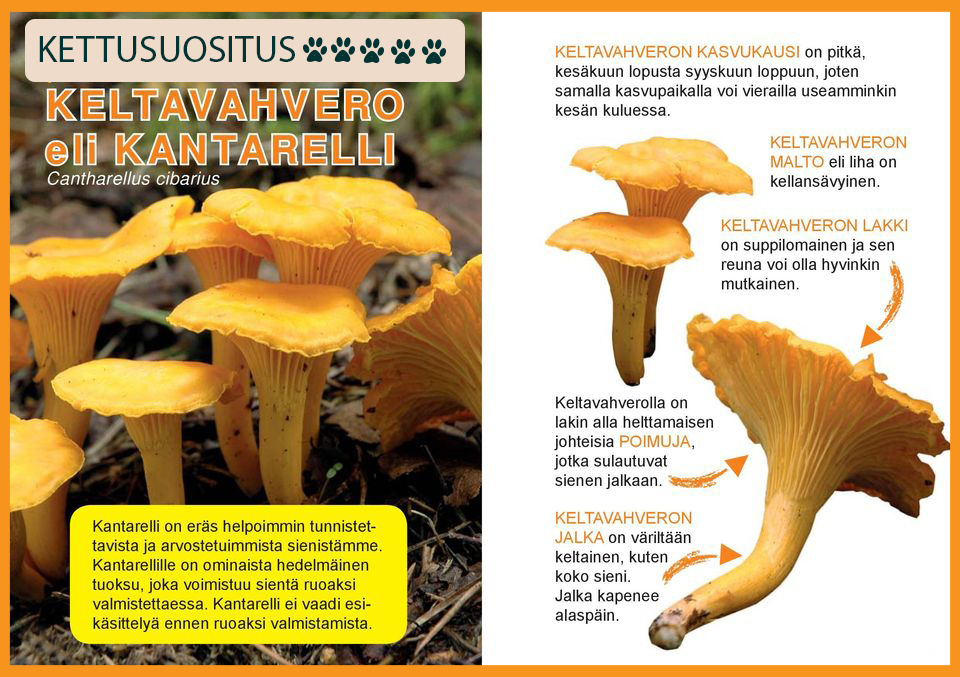 KETTUSUOSITUS
KELTAVAHVERO
eli KANTARELLI
Cantharellus cibarius
Kantarelli on eräs helpoimmin tunnistet-
tavista ja arvostetuimmista sienistämme.
Kantarellille on ominaista hedelmäinen
tuoksu, joka voimistuu sientä ruoaksi
valmistettaessa. Kantarelli ei vaadi esi-
käsittelyä ennen ruoaksi valmistamista.
KELTAVAHVERON KASVUKAUSI on pitkä,
kesäkuun lopusta syyskuun loppuun, joten
samalla kasvupaikalla voi vierailla useamminkin
kesän kuluessa.
KELTAVAHVERON
MALTO eli liha on
kellansävyinen.
KELTAVAHVERON LAKKI
on suppilomainen ja sen
reuna voi olla hyvinkin
mutkainen.
Keltavahverolla on
lakin alla helttamaisen
johteisia POIMUJA,
jotka sulautuvat
sienen jalkaan.
KELTAVAHVERON
JALKA on väriltään
keltainen, kuten
koko sieni.
Jalka kapenee
alaspäin.